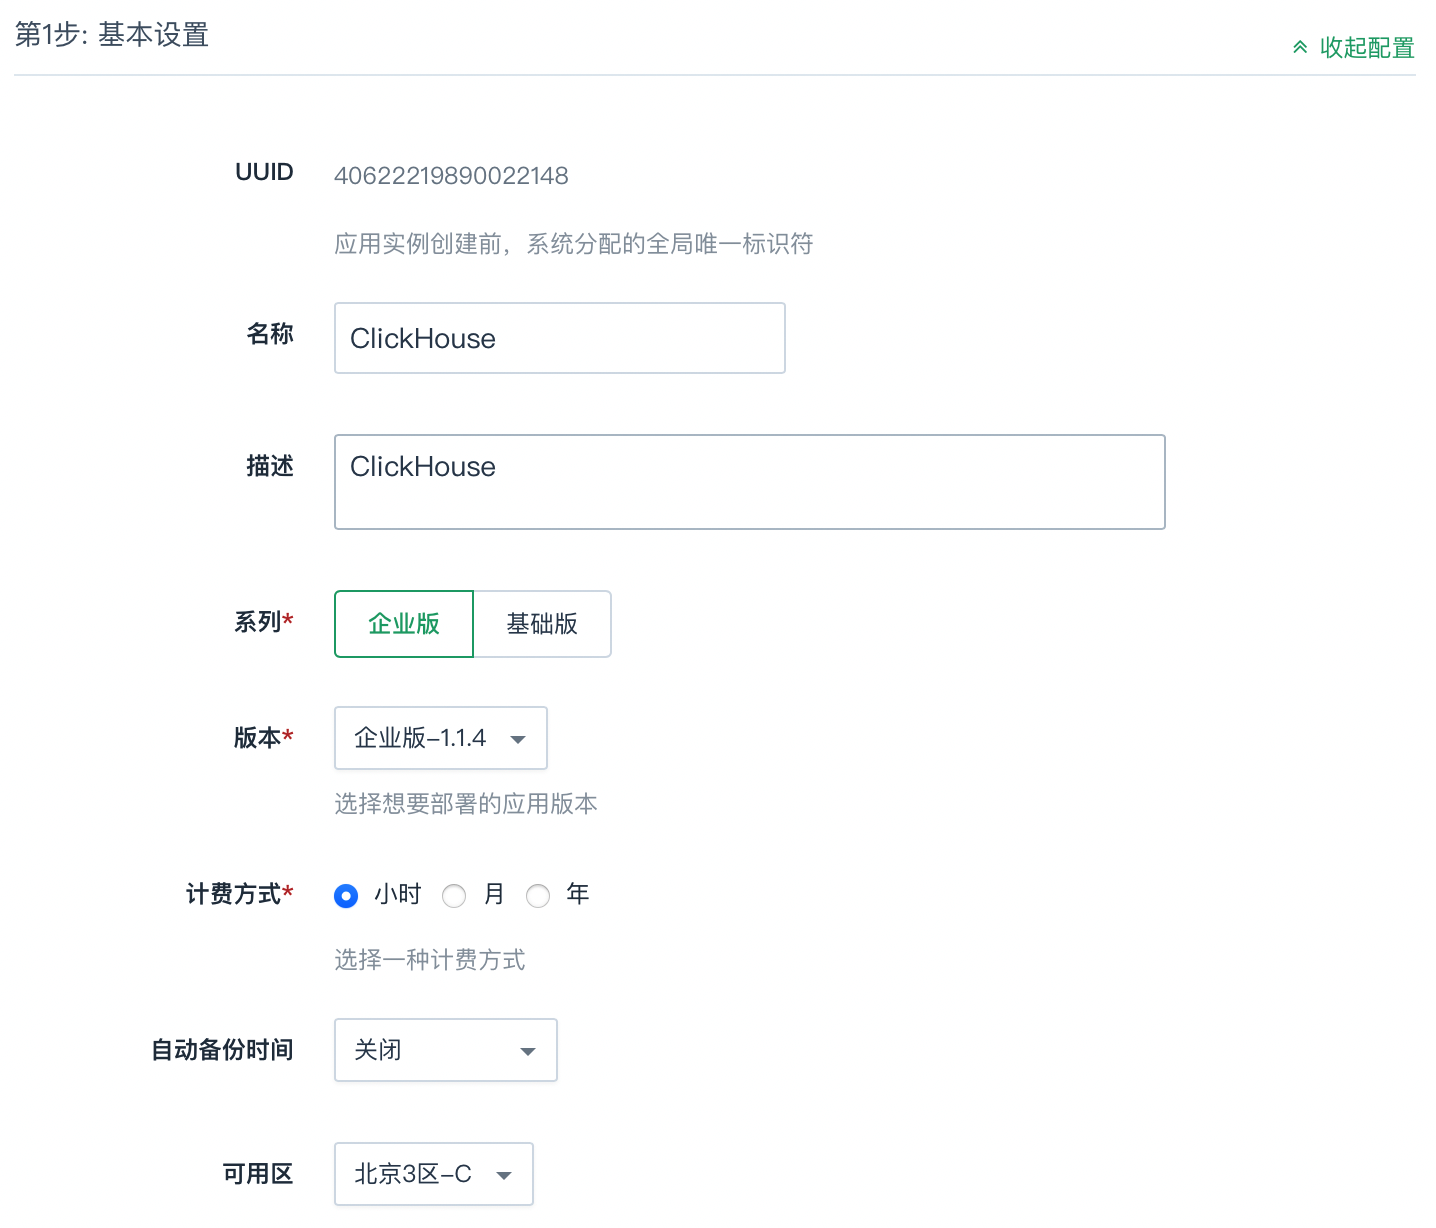 第1步: 基本设置
收起配置
UUID 40622219890022148
应用实例创建前，系统分配的全局唯一标识符
名称 ClickHouse
描述 ClickHouse
系列* 企业版 基础版
版本* 企业版-1.1.4
选择想要部署的应用版本
计费方式* 小时 月 年
选择一种计费方式
自动备份时间 关闭
可用区 北京3区-C